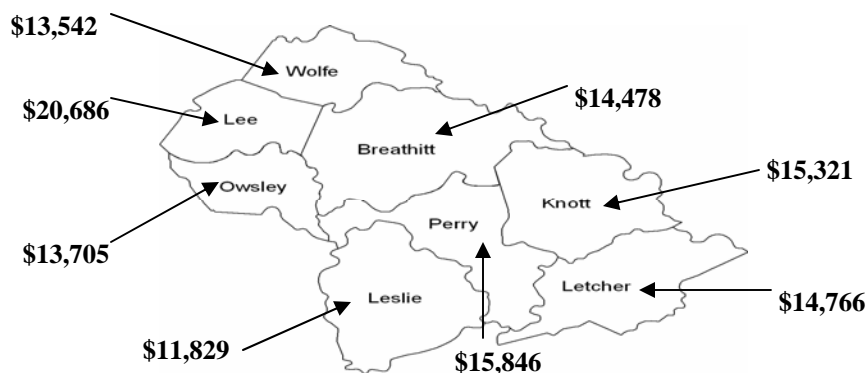 $13,542
Wolfe
$14,478
$20,686
Lee
Breathitt
$15,321
Owsley
Knott
Perry
$13,705
Letcher
Leslie
$14,766
$11,829
$15,846